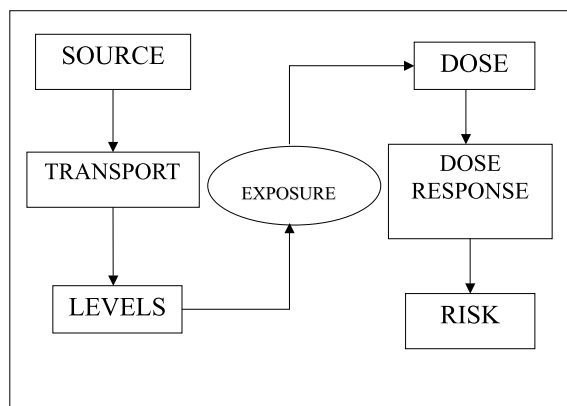 SOURCE
TRANSPORT
LEVELS
EXPOSURE
DOSE
DOSE
RESPONSE
RISK